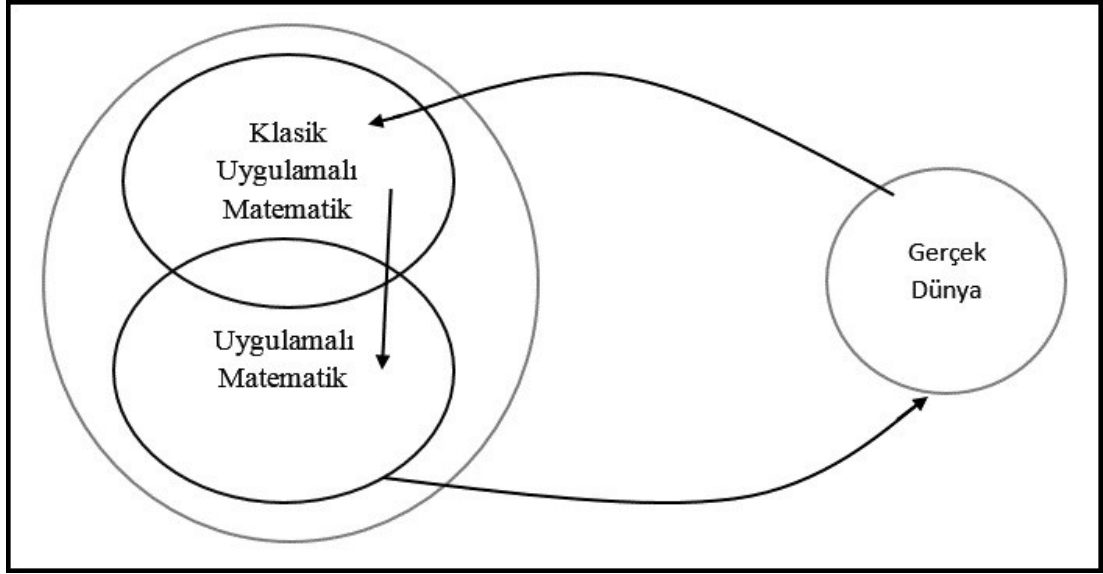 Klasik
Uygulamalı
Matematik
Uygulamalı
Matematik
Gerçek
Dünya